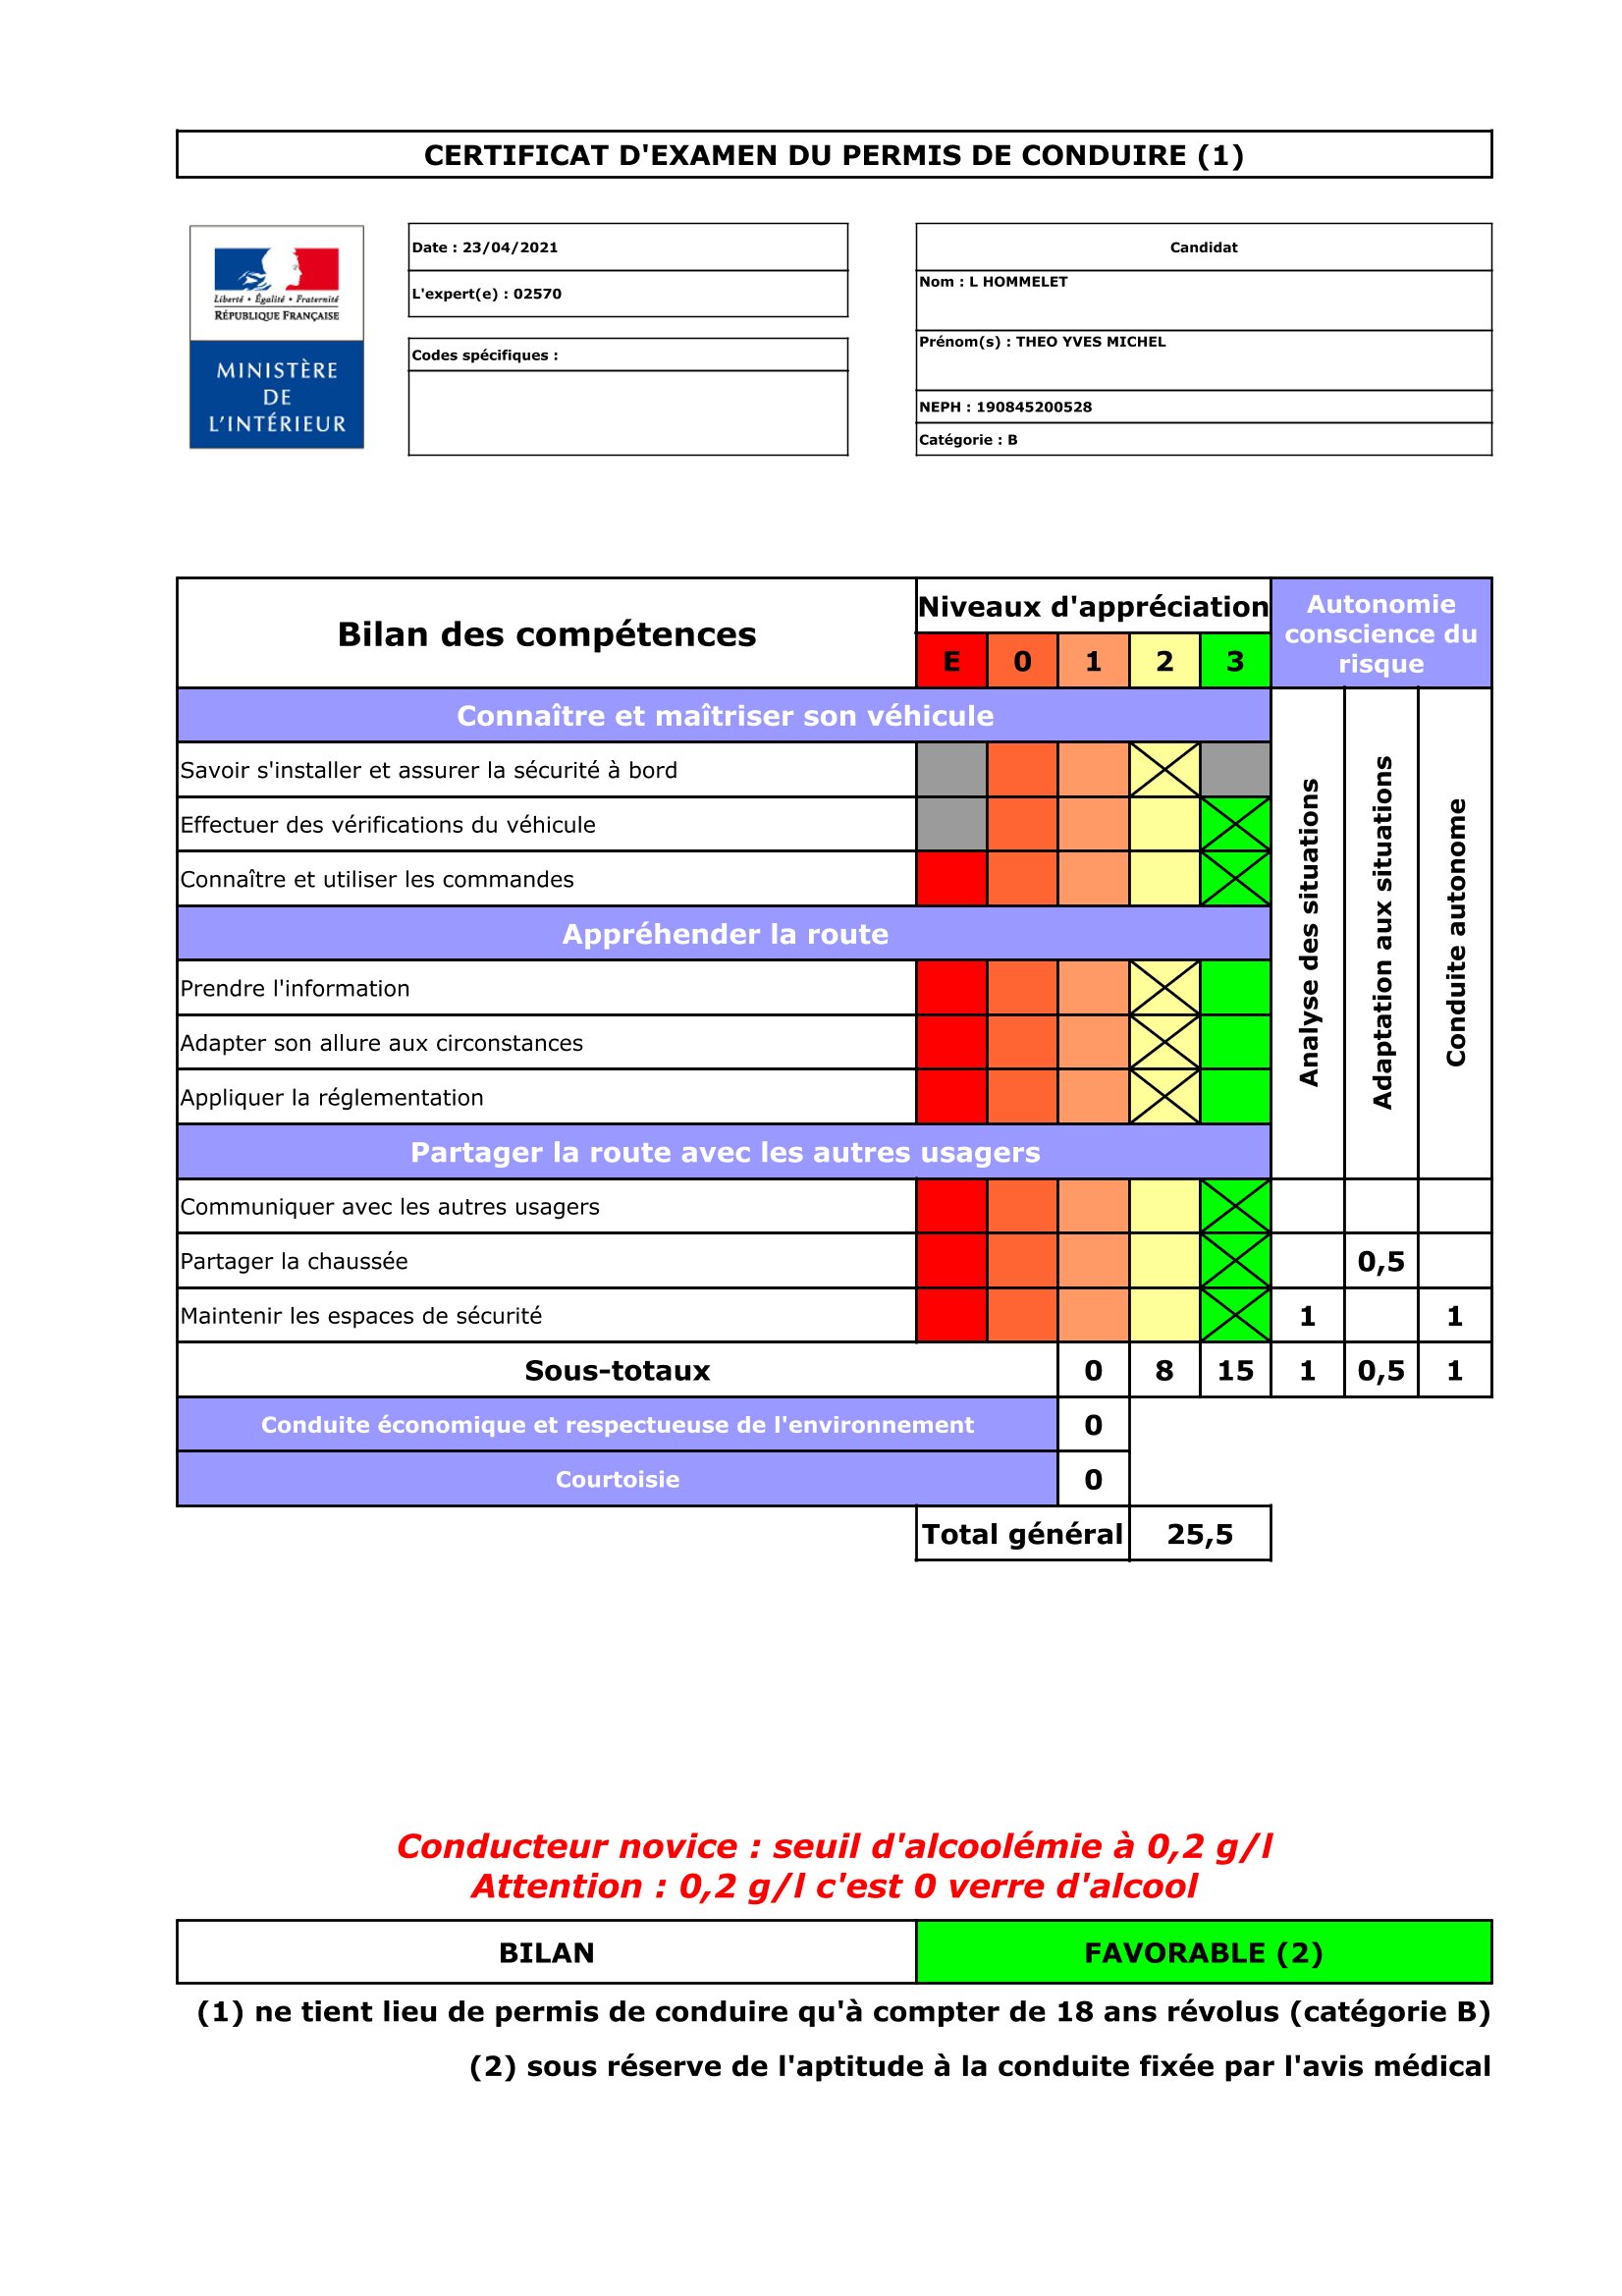 CERTIFICAT D'EXAMEN DU PERMIS DE CONDUIRE (1)
Liberté • Égalité • Fraternité
RÉPUBLIQUE FRANÇAISE
MINISTÈRE
DE
L'INTÉRIEUR
Date : 23/04/2021
L'expert(e) : 02570
Codes spécifiques :
Candidat
Nom : L HOMMELET
Prénom(s) : THEO YVES MICHEL
NEPH : 190845200528
Catégorie : B
Bilan des compétences
Niveaux d'appréciation
E 0 1 2 3
Autonomie
conscience du
risque
Analyse des situations
Adaptation aux situations
Conduite autonome
Connaître et maîtriser son véhicule
Savoir s'installer et assurer la sécurité à bord
Effectuer des vérifications du véhicule
Connaître et utiliser les commandes
Appréhender la route
Prendre l'information
Adapter son allure aux circonstances
Appliquer la réglementation
Partager la route avec les autres usagers
Communiquer avec les autres usagers
Partager la chaussée 0,5
Maintenir les espaces de sécurité 1 1
Sous-totaux 0 8 15 1 0,5 1
Conduite économique et respectueuse de l'environnement 0
Courtoisie 0
Total général 25,5
Conducteur novice : seuil d'alcoolémie à 0,2 g/l
Attention : 0,2 g/l c'est 0 verre d'alcool
BILAN FAVORABLE (2)
(1) ne tient lieu de permis de conduire qu'à compter de 18 ans révolus (catégorie B)
(2) sous réserve de l'aptitude à la conduite fixée par l'avis médical